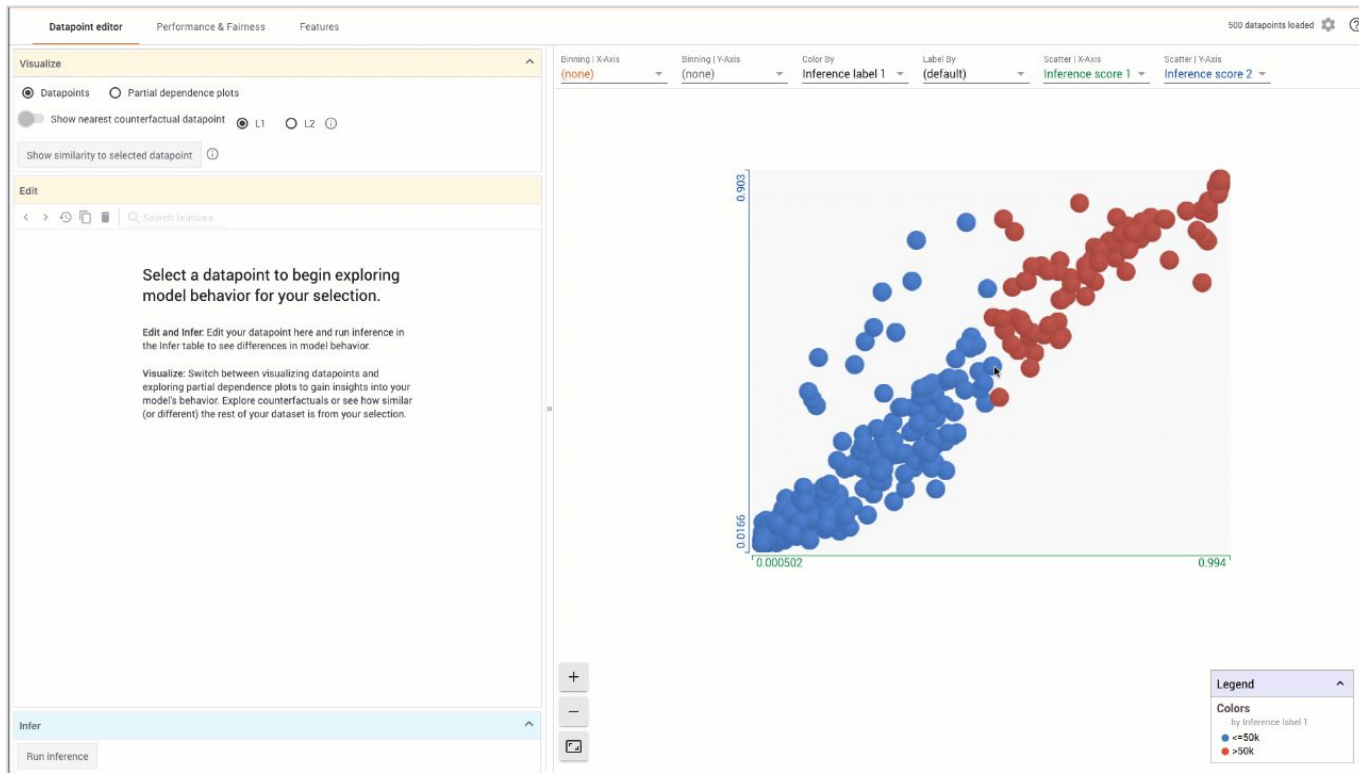 Datapoint editor
Performance & Fairness
Features
500 datapoints loaded
Visualize
Datapoints
Partial dependence plots
Show nearest counterfactual datapoint
L1
L2
Show similarity to selected datapoint
Edit
Search features
Select a datapoint to begin exploring
model behavior for your selection.
Edit and Infer: Edit your datapoint here and run inference in
the Infer table to see differences in model behavior.
Visualize: Switch between visualizing datapoints and
exploring partial dependence plots to gain insights into your
model's behavior. Explore counterfactuals or see how similar
(or different) the rest of your dataset is from your selection.
Infer
Run inference
Binning | X-Axis
(none)
Binning | Y-Axis
(none)
Color By
Inference label 1
Label By
(default)
Scatter | X-Axis
Inference score 1
Scatter | Y-Axis
Inference score 2
0.903
0.0166
0.000502
0.994
Legend
Colors
by Inference label 1
<=50k
>50k